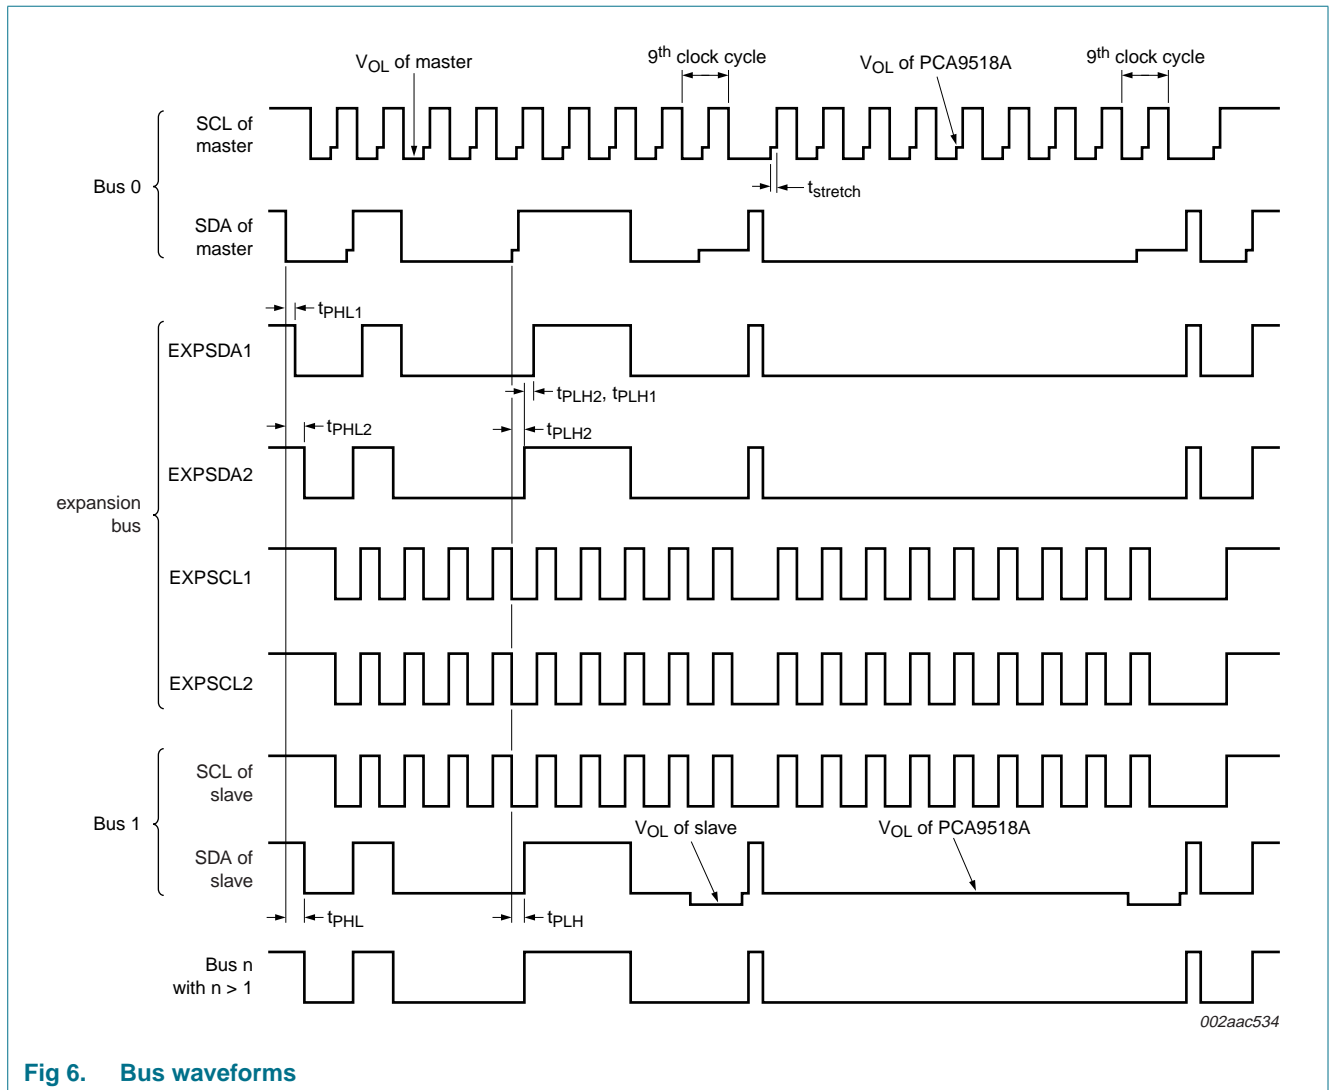 VOL of master
9th clock cycle
VOL of PCA9518A
9th clock cycle
SCL of
master
Bus 0
tstretch
SDA of
master
tPHL1
EXPSDA1
tPLH2, tPLH1
tPHL2
tPLH2
EXPSDA2
expansion
bus
EXPSCL1
EXPSCL2
SCL of
slave
Bus 1
VOL of slave
VOL of PCA9518A
SDA of
slave
tPHL
tPLH
Bus n
with n > 1
002aac534
Fig 6. Bus waveforms